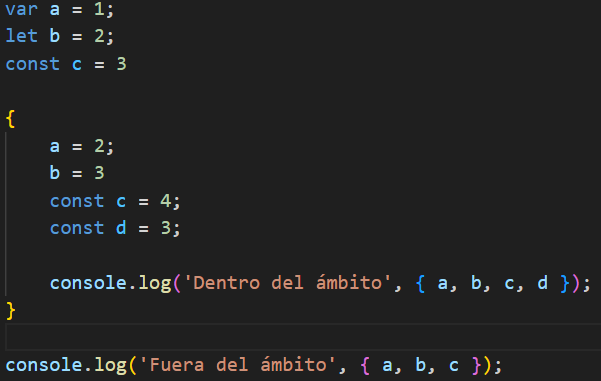 var a = 1;
let b = 2;
const c = 3
{
a = 2;
b = 3
const c = 4;
const d = 3;
console.log('Dentro del ámbito', { a, b, c, d });
}
console.log('Fuera del ámbito', { a, b, c });